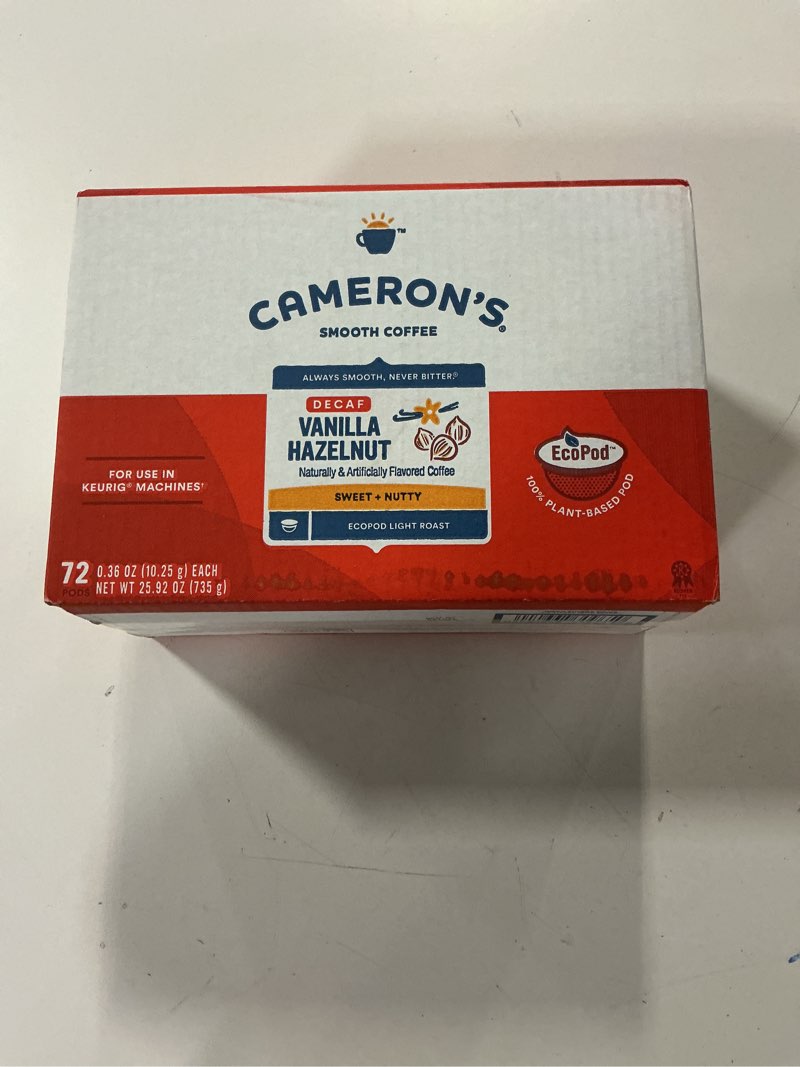 TM
CAMERON'S®
SMOOTH COFFEE
ALWAYS SMOOTH, NEVER BITTER.®
DECAF
VANILLA
HAZELNUT
Naturally & Artificially Flavored Coffee
SWEET + NUTTY
ECOPOD LIGHT ROAST
FOR USE IN
KEURIG® MACHINES†
EcoPod™
100% PLANT-BASED POD
72 PODS
0.36 OZ (10.25 g) EACH
NET WT 25.92 OZ (735 g)